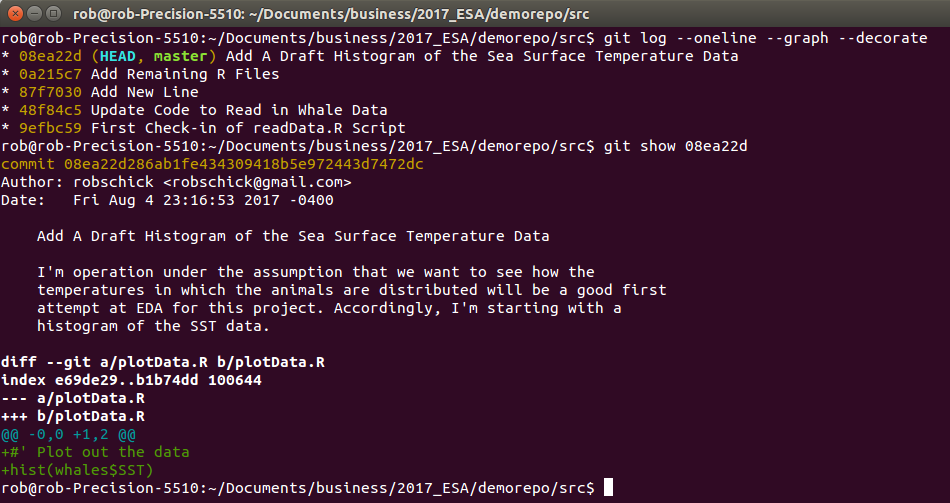 rob@rob-Precision-5510: ~/Documents/business/2017_ESA/demorepo/src
rob@rob-Precision-5510:~/Documents/business/2017_ESA/demorepo/src$ git log --oneline --graph --decorate
* 08ea22d (HEAD, master) Add A Draft Histogram of the Sea Surface Temperature Data
* 0a215c7 Add Remaining R Files
* 87f7030 Add New Line
* 48f84c5 Update Code to Read in Whale Data
* 9efbc59 First Check-in of readData.R Script
rob@rob-Precision-5510:~/Documents/business/2017_ESA/demorepo/src$ git show 08ea22d
commit 08ea22d286ab1fe434309418b5e972443d7472dc
Author: robschick <robschick@gmail.com>
Date:   Fri Aug 4 23:16:53 2017 -0400
    Add A Draft Histogram of the Sea Surface Temperature Data
    I'm operation under the assumption that we want to see how the
    temperatures in which the animals are distributed will be a good first
    attempt at EDA for this project. Accordingly, I'm starting with a
    histogram of the SST data.
diff --git a/plotData.R b/plotData.R
index e69de29..b1b74dd 100644
--- a/plotData.R
+++ b/plotData.R
@@ -0,0 +1,2 @@
+#' Plot out the data
+hist(whales$SST)
rob@rob-Precision-5510:~/Documents/business/2017_ESA/demorepo/src$